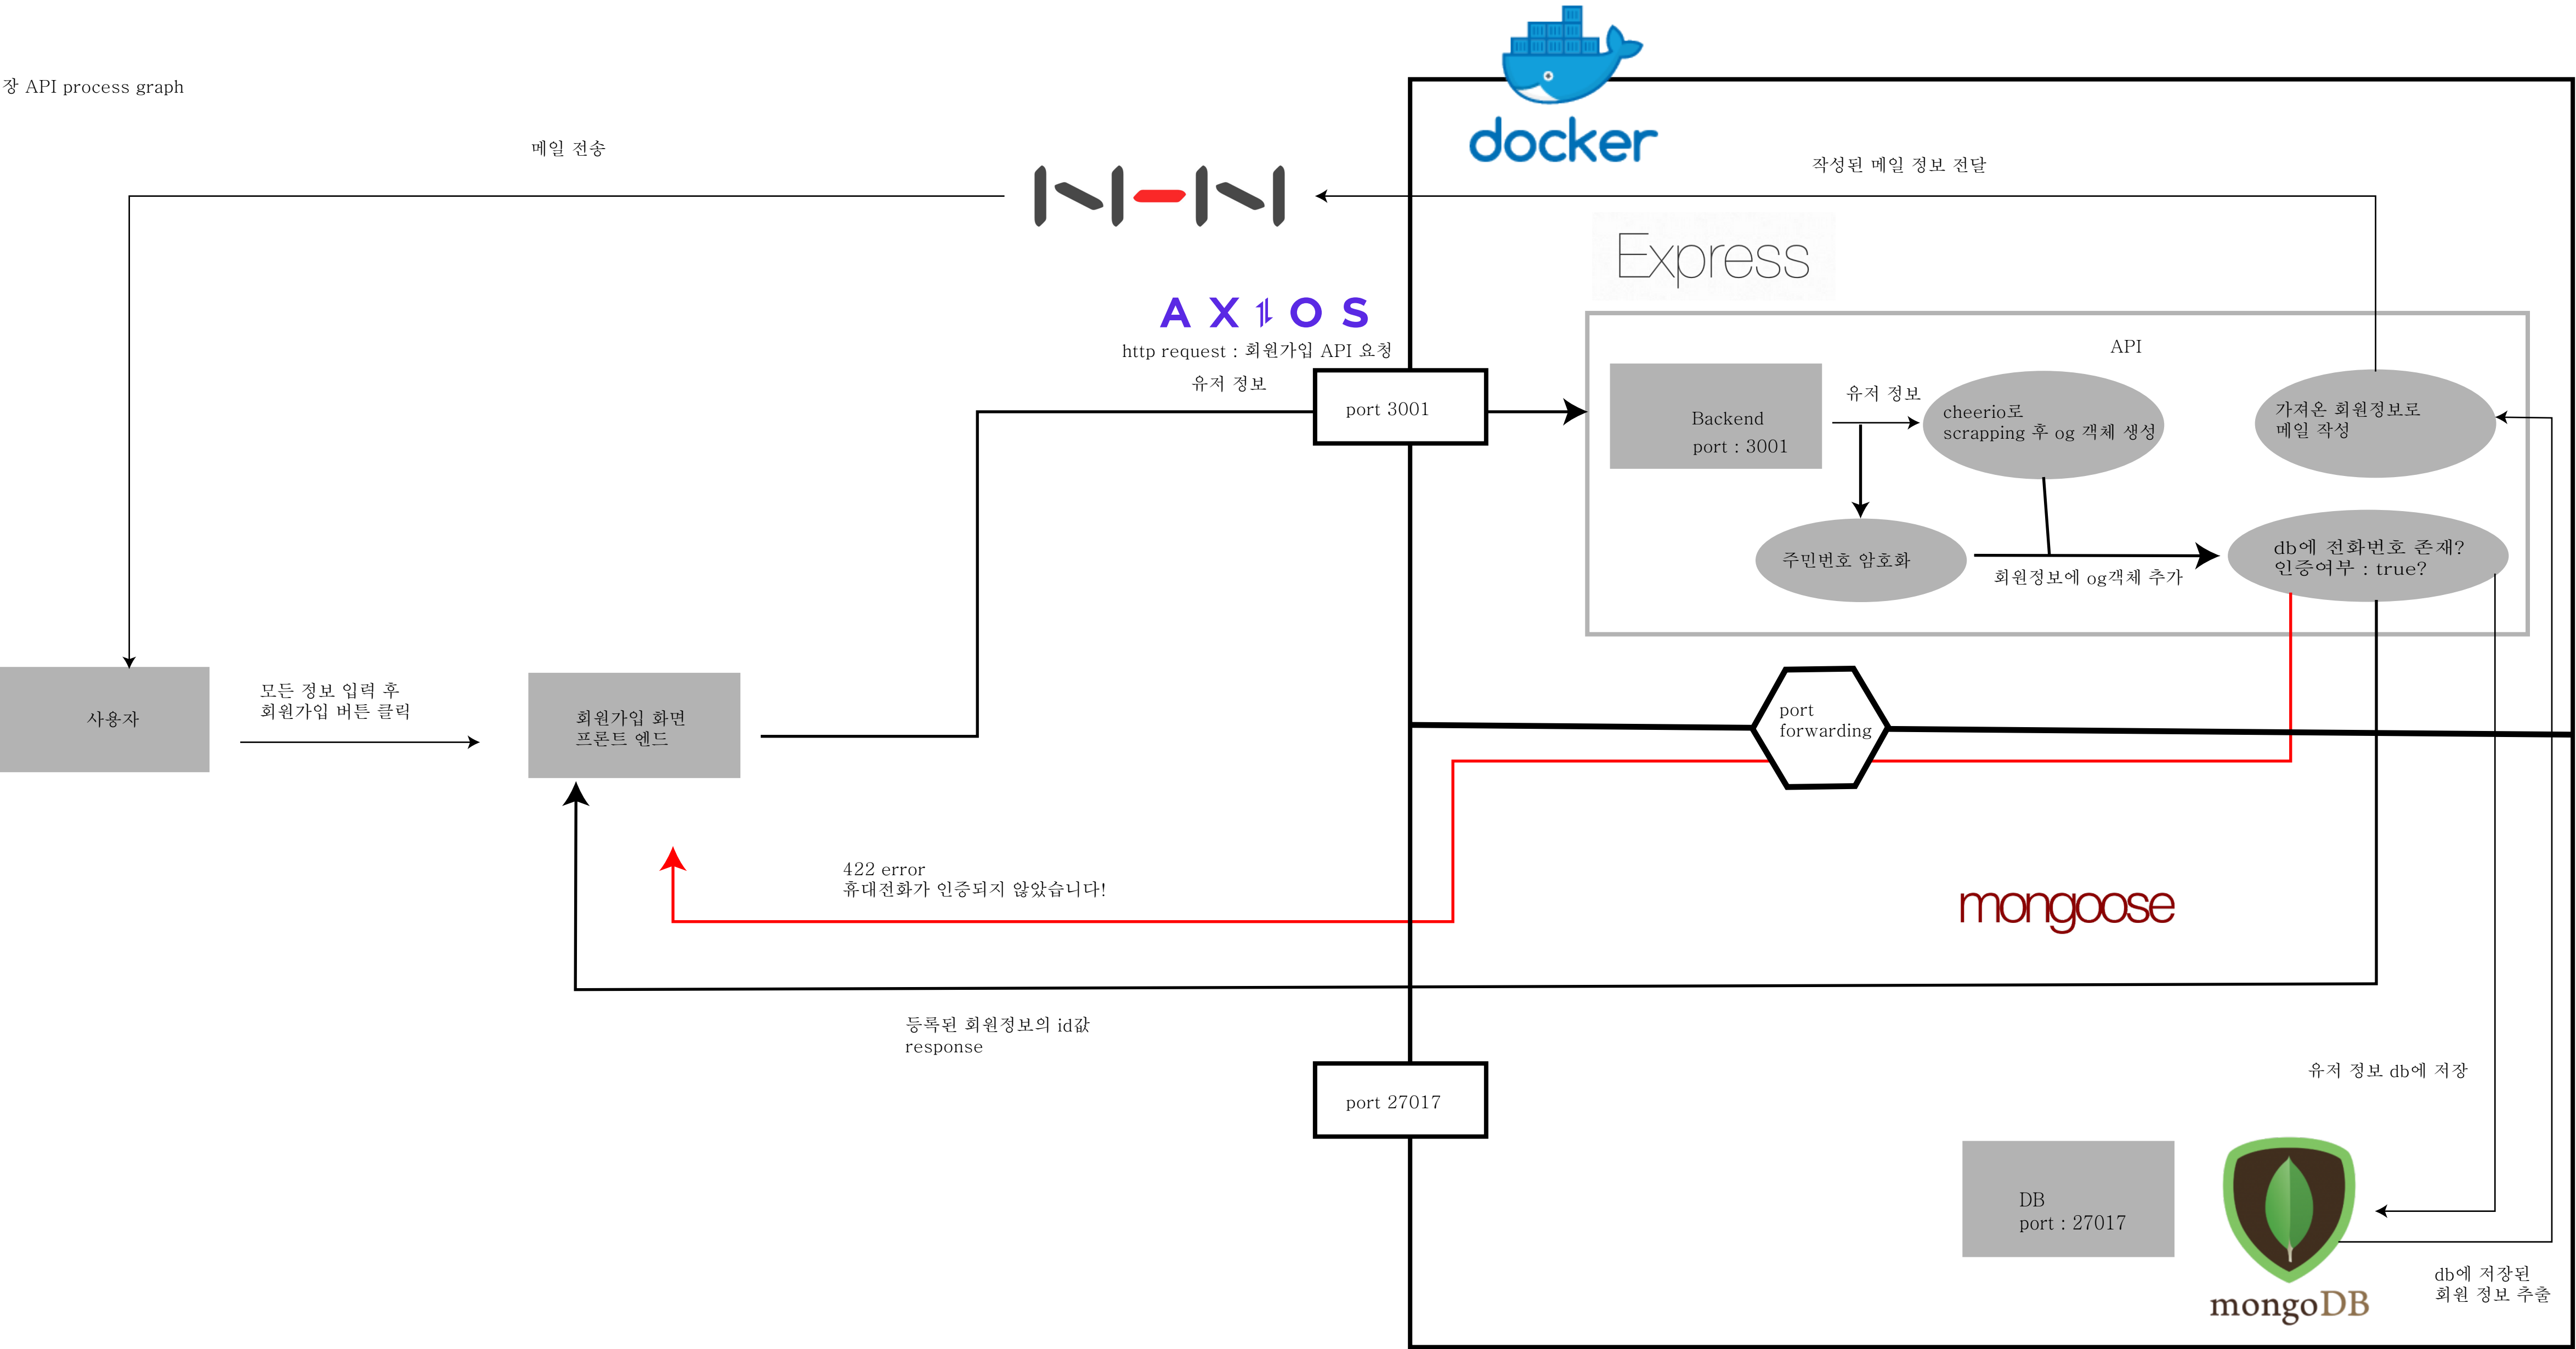 장 API process graph
docker
메일 전송
작성된 메일 정보 전달
Express
AXIOS
http request : 회원가입 API 요청
유저 정보
port 3001
API
Backend
port : 3001
유저 정보
cheerio로
scrapping 후 og 객체 생성
가져온 회원정보로
메일 작성
주민번호 암호화
회원정보에 og객체 추가
db에 전화번호 존재?
인증여부 : true?
사용자
모든 정보 입력 후
회원가입 버튼 클릭
회원가입 화면
프론트 엔드
port
forwarding
422 error
휴대전화가 인증되지 않았습니다!
mongoose
등록된 회원정보의 id값
response
port 27017
유저 정보 db에 저장
DB
port : 27017
mongoDB
db에 저장된
회원 정보 추출